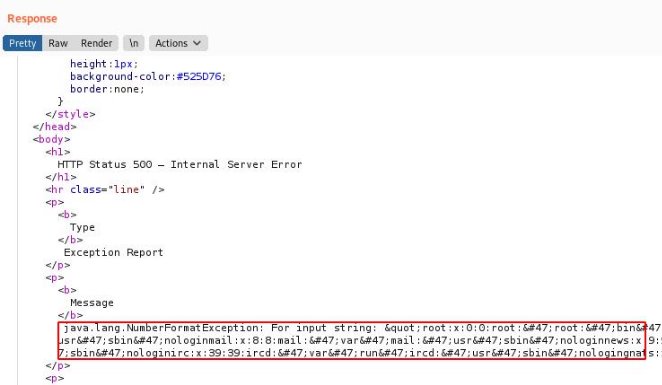 Response
Pretty Raw Render \n Actions
height:1px;
background-color:#525D76;
border:none;
}
</style>
</head>
<body>
<h1>
HTTP Status 500 – Internal Server Error
</h1>
<hr class="line" />
<p>
<b>
Type
</b>
Exception Report
</p>
<p>
<b>
Message
</b>
java.lang.NumberFormatException: For input string: &quot;root:x:0:0:root:&#47;root:&#47;bin&#47
usr&#47;sbin&#47;nologinmail:x:8:8:mail:&#47;var&#47;mail:&#47;usr&#47;sbin&#47;nologinnews:x:9:
7;sbin&#47;nologinirc:x:39:39:ircd:&#47;var&#47;run&#47;ircd:&#47;usr&#47;sbin&#47;nologingnats:
</p>
<p>